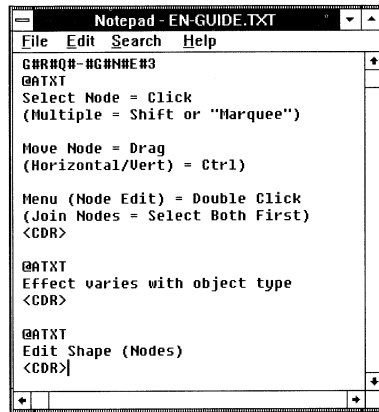 Notepad - EN-GUIDE.TXT
File Edit Search Help
G#R#Q#-#G#N#E#3
@ATXT
Select Node = Click
(Multiple = Shift or "Marquee")
Move Node = Drag
(Horizontal/Vert) = Ctrl)
Menu (Node Edit) = Double Click
(Join Nodes = Select Both First)
<CDR>
@ATXT
Effect varies with object type
<CDR>
@ATXT
Edit Shape (Nodes)
<CDR>